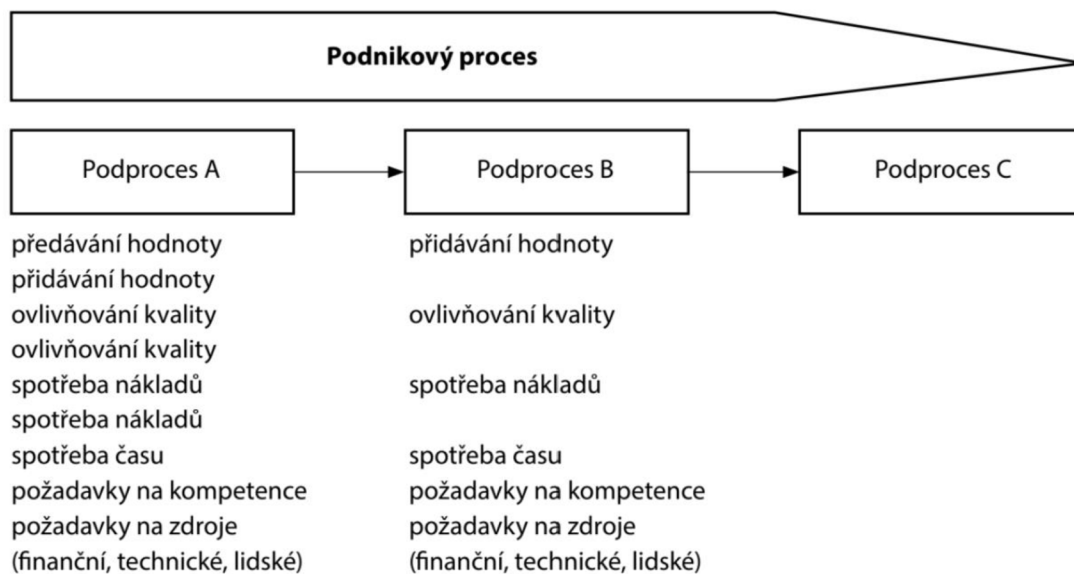 Podnikový proces
Podproces A
Podproces B
Podproces C
předávání hodnoty
přidávání hodnoty
ovlivňování kvality
ovlivňování kvality
spotřeba nákladů
spotřeba nákladů
spotřeba času
požadavky na kompetence
požadavky na zdroje
(finanční, technické, lidské)
přidávání hodnoty
ovlivňování kvality
spotřeba nákladů
spotřeba času
požadavky na kompetence
požadavky na zdroje
(finanční, technické, lidské)